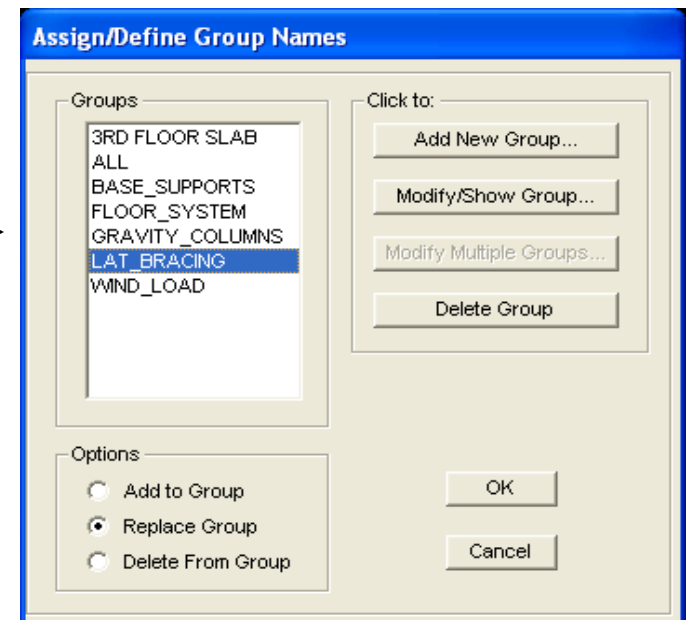 Assign/Define Group Names
Groups
3RD FLOOR SLAB
ALL
BASE_SUPPORTS
FLOOR_SYSTEM
GRAVITY_COLUMNS
LAT_BRACING
WIND_LOAD
Click to:
Add New Group...
Modify/Show Group...
Modify Multiple Groups...
Delete Group
Options
Add to Group
Replace Group
Delete From Group
OK
Cancel